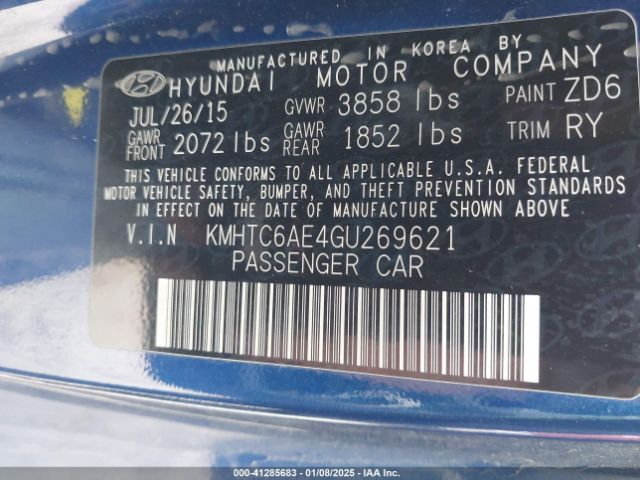 MANUFACTURED IN KOREA BY
HYUNDAI MOTOR COMPANY
JUL/26/15 GVWR 3858 lbs PAINT ZD6
GAWR FRONT 2072 lbs GAWR REAR 1852 lbs TRIM RY
THIS VEHICLE CONFORMS TO ALL APPLICABLE U.S.A. FEDERAL
MOTOR VEHICLE SAFETY, BUMPER, AND THEFT PREVENTION STANDARDS
IN EFFECT ON THE DATE OF MANUFACTURE SHOWN ABOVE
V.I.N KMHTC6AE4GU269621
PASSENGER CAR
000-41285683 - 01/08/2025 - IAA Inc.